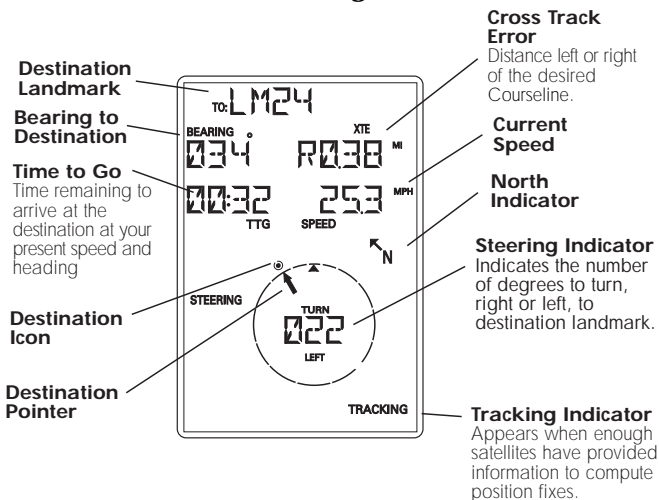 Cross Track
Error
Distance left or right
of the desired
Courseline.
Destination
Landmark
Bearing to
Destination
Time to Go
Time remaining to
arrive at the
destination at your
present speed and
heading
Destination
Icon
Destination
Pointer
TO: LM24
BEARING XTE
034° R0.38 MI
00:32 25.3 MPH
TTG SPEED
N
STEERING
TURN
022
LEFT
TRACKING
Current
Speed
North
Indicator
Steering Indicator
Indicates the number
of degrees to turn,
right or left, to
destination landmark.
Tracking Indicator
Appears when enough
satellites have provided
information to compute
position fixes.